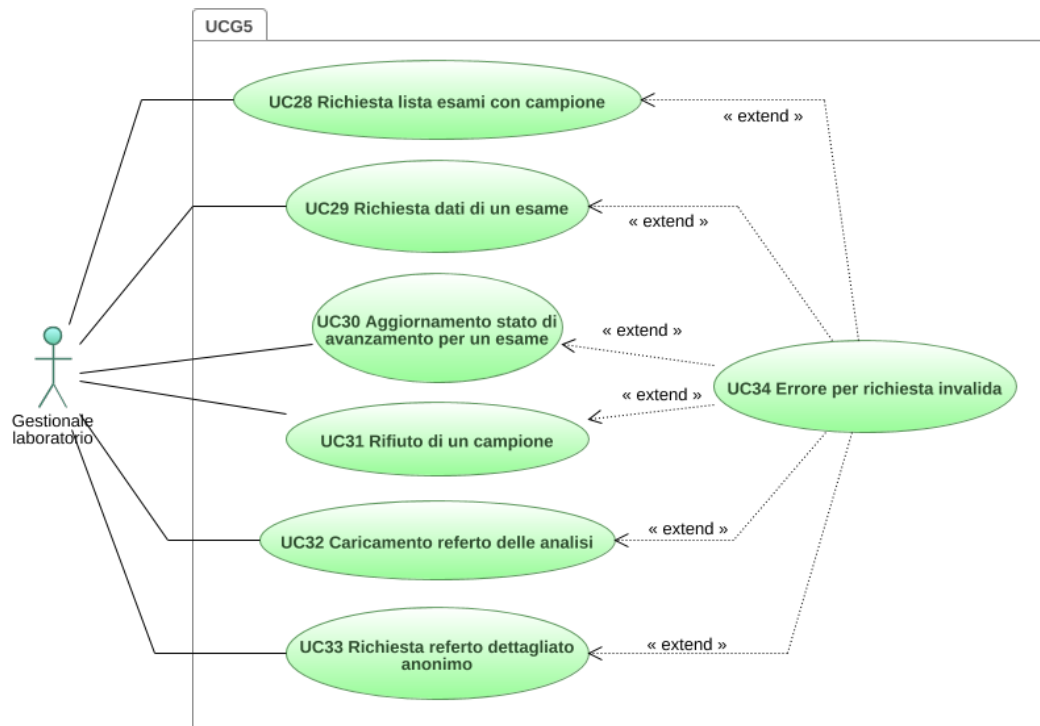 UCG5
UC28 Richiesta lista esami con campione
« extend »
UC29 Richiesta dati di un esame
« extend »
UC30 Aggiornamento stato di
avanzamento per un esame
« extend »
UC34 Errore per richiesta invalida
« extend »
Gestionale
laboratorio
UC31 Rifiuto di un campione
UC32 Caricamento referto delle analisi
« extend »
UC33 Richiesta referto dettagliato
anonimo
« extend »